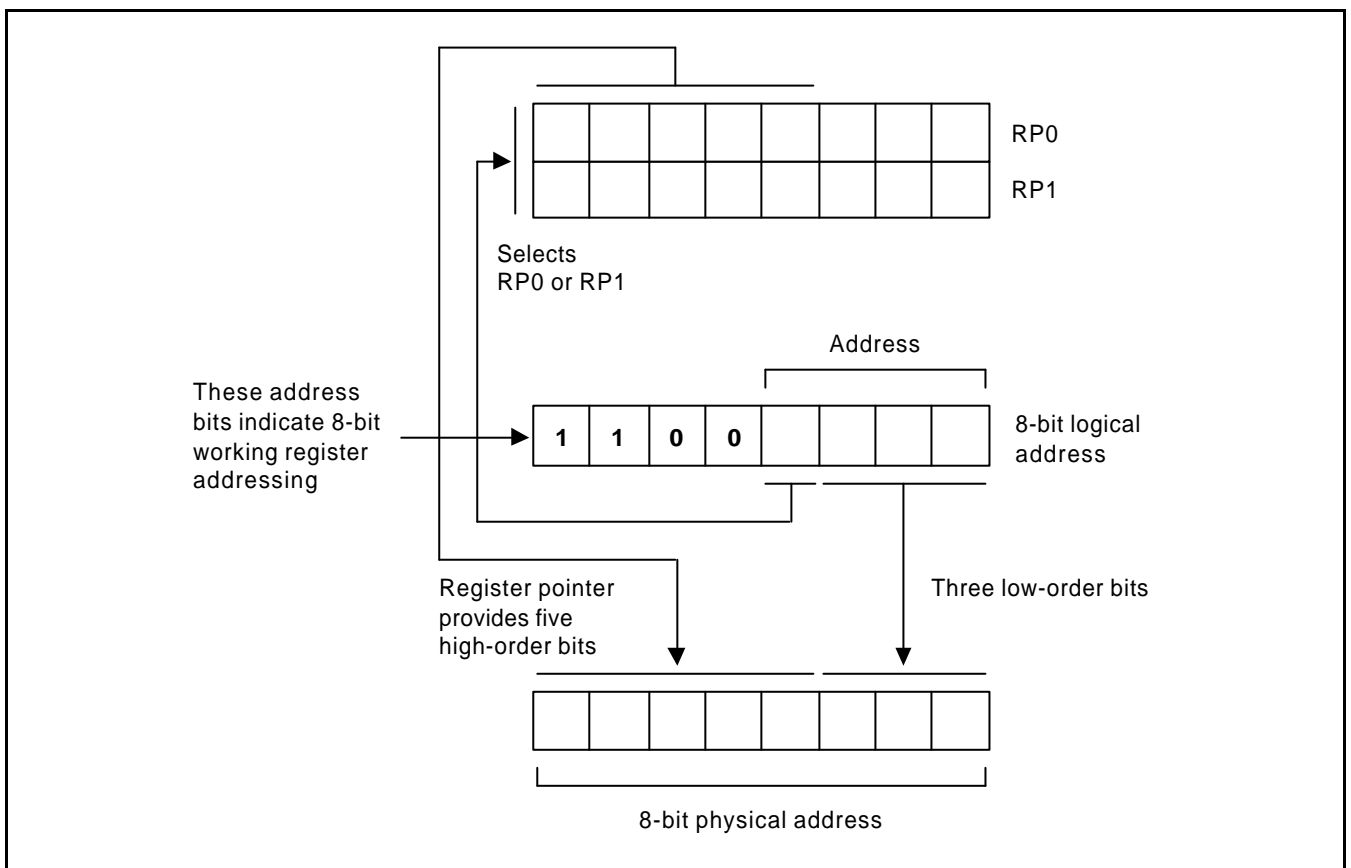 RP0
RP1
Selects
RP0 or RP1
Address
These address
bits indicate 8-bit
working register
addressing
1 1 0 0
8-bit logical
address
Register pointer
provides five
high-order bits
Three low-order bits
8-bit physical address